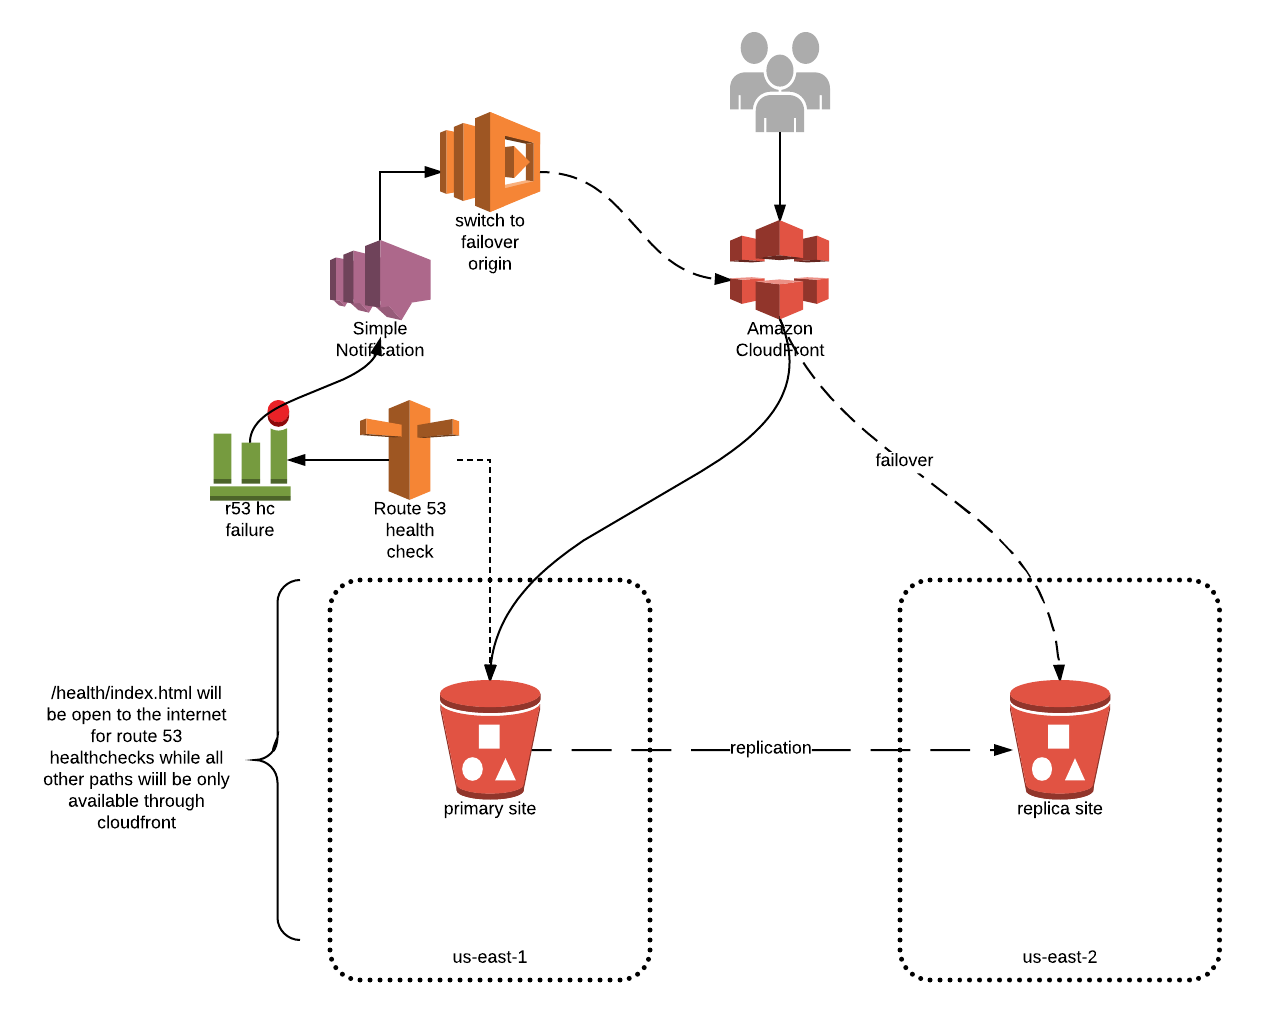 switch to
failover
origin
Simple
Notification
Amazon
CloudFront
r53 hc
failure
Route 53
health
check
failover
/health/index.html will
be open to the internet
for route 53
healthchecks while all
other paths wiill be only
available through
cloudfront
replication
primary site
replica site
us-east-1
us-east-2